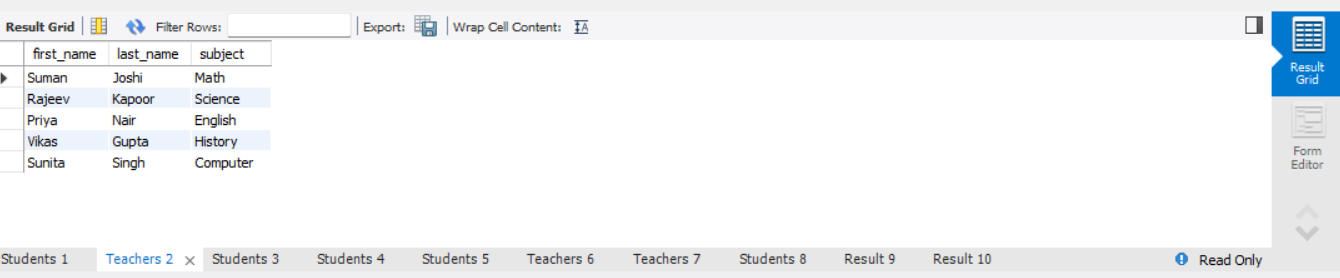 Result Grid Filter Rows: Export: Wrap Cell Content: IA
first_name last_name subject
Suman Joshi Math
Rajeev Kapoor Science
Priya Nair English
Vikas Gupta History
Sunita Singh Computer
Result
Grid
Form
Editor
Students 1 Teachers 2 × Students 3 Students 4 Students 5 Teachers 6 Teachers 7 Students 8 Result 9 Result 10 Read Only